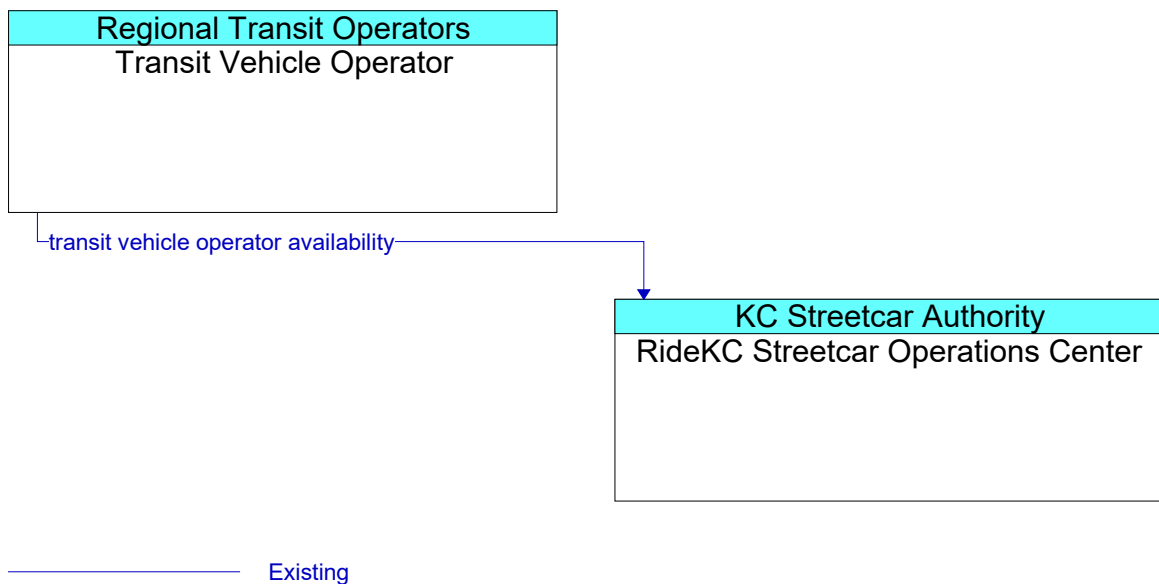 Regional Transit Operators
Transit Vehicle Operator
transit vehicle operator availability
KC Streetcar Authority
RideKC Streetcar Operations Center
Existing